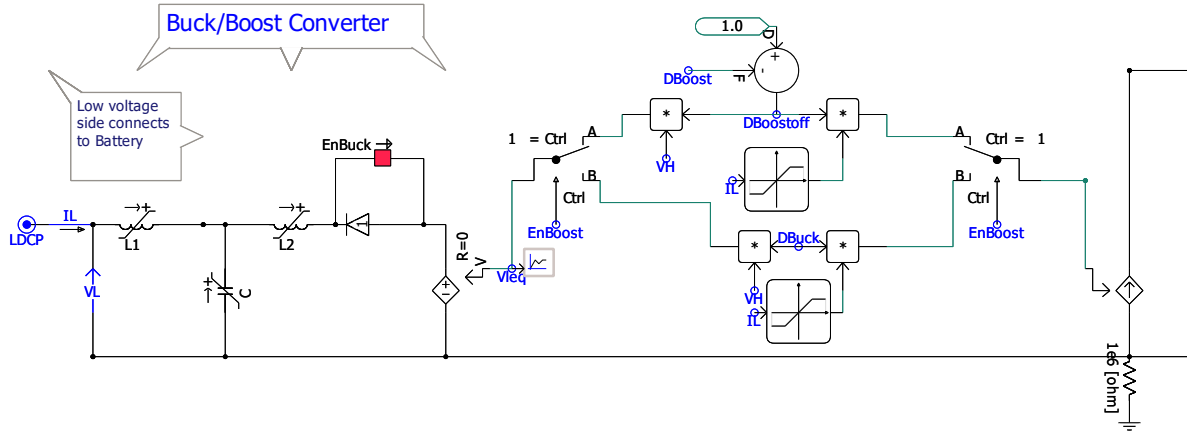 Buck/Boost Converter
1.0
D
+
-
F
DBoost
Low voltage
side connects
to Battery
*
DBoostoff
*
1 = Ctrl
A
VH
A
Ctrl = 1
EnBuck
IL
B
B
Ctrl
Ctrl
IL
LDCP
L1
L2
1
EnBoost
DBuck
EnBoost
*
*
R=0
V
Vleq
VL
C
+
-
VH
IL
1e6 [ohm]